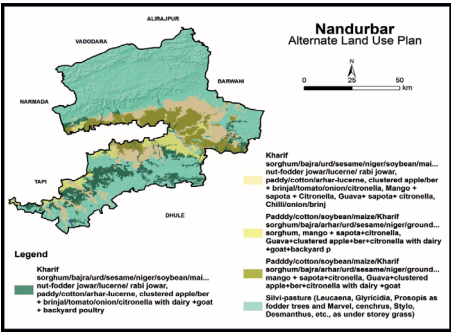 Nandurbar
Alternate Land Use Plan
ALIRAJPUR
VADODARA
BARWANI
NARMADA
TAPI
DHULE
N
0 25 50
km
Legend
Kharif
sorghum/bajra/urd/sesame/niger/soybean/mai...
nut-fodder jowar/lucerne/ rabi jowar,
paddy/cotton/arhar-lucerne, clustered apple/ber
+ brinjal/tomato/onion/citronella with dairy +goat
+ backyard poultry
Kharif
sorghum/bajra/urd/sesame/niger/soybean/mai...
nut-fodder jowar/lucerne/ rabi jowar,
paddy/cotton/arhar-lucerne, clustered apple/ber
+ brinjal/tomato/onion/citronella, Mango +
sapota + Citronella, Guava+ sapota+ citronella,
Chilli/onion/brinj
Padddy/cotton/soybean/maize/Kharif
sorghum/bajra/arhar/urd/sesame/niger/ground...
sorghum, mango + sapota+citronella,
Guava+clustered apple+ber+citronella with dairy
+goat+backyard p
Padddy/cotton/soybean/maize/Kharif
sorghum/bajra/arhar/urd/sesame/niger/ground...
sorghum, mango + sapota+citronella,
Guava+clustered
apple+ber+citronella with dairy +goat
Silvi-pasture (Leucaena, Glyricidia, Prosopis as
fodder trees and Marvel, cenchrus, Stylo,
Desmanthus, etc., as under storey grass)